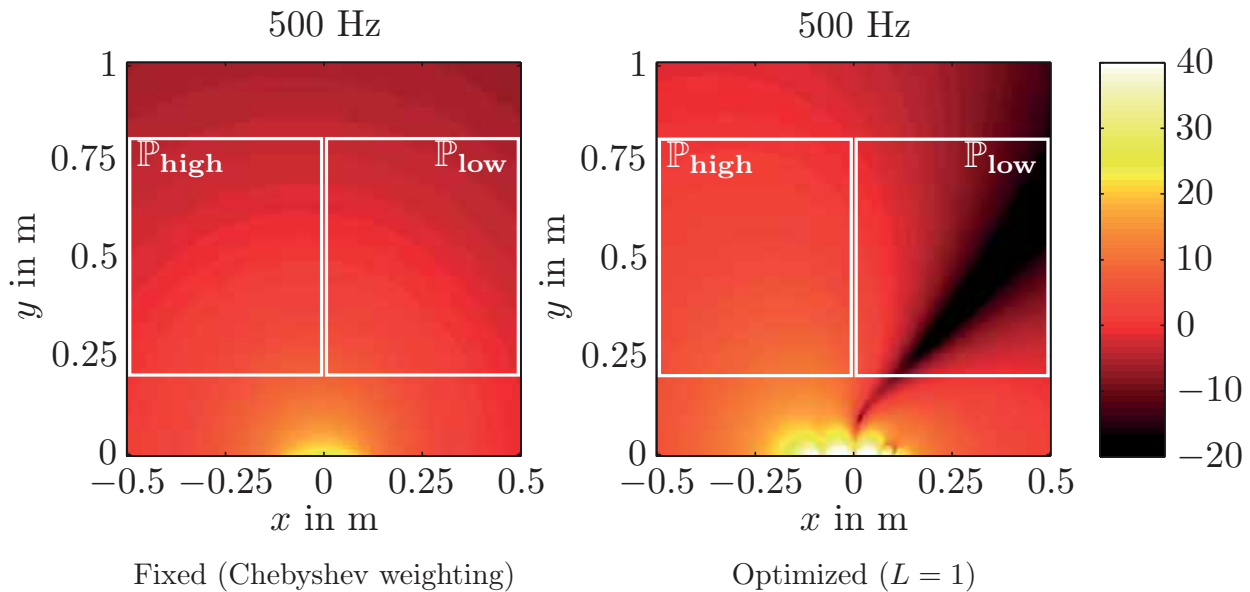 500 Hz
1
0.75
0.5
0.25
0
y in m
ℙhigh
ℙlow
−0.5 −0.25 0 0.25 0.5
x in m
Fixed (Chebyshev weighting)
500 Hz
1
0.75
0.5
0.25
0
y in m
ℙhigh
ℙlow
−0.5 −0.25 0 0.25 0.5
x in m
Optimized (L = 1)
40
30
20
10
0
−10
−20